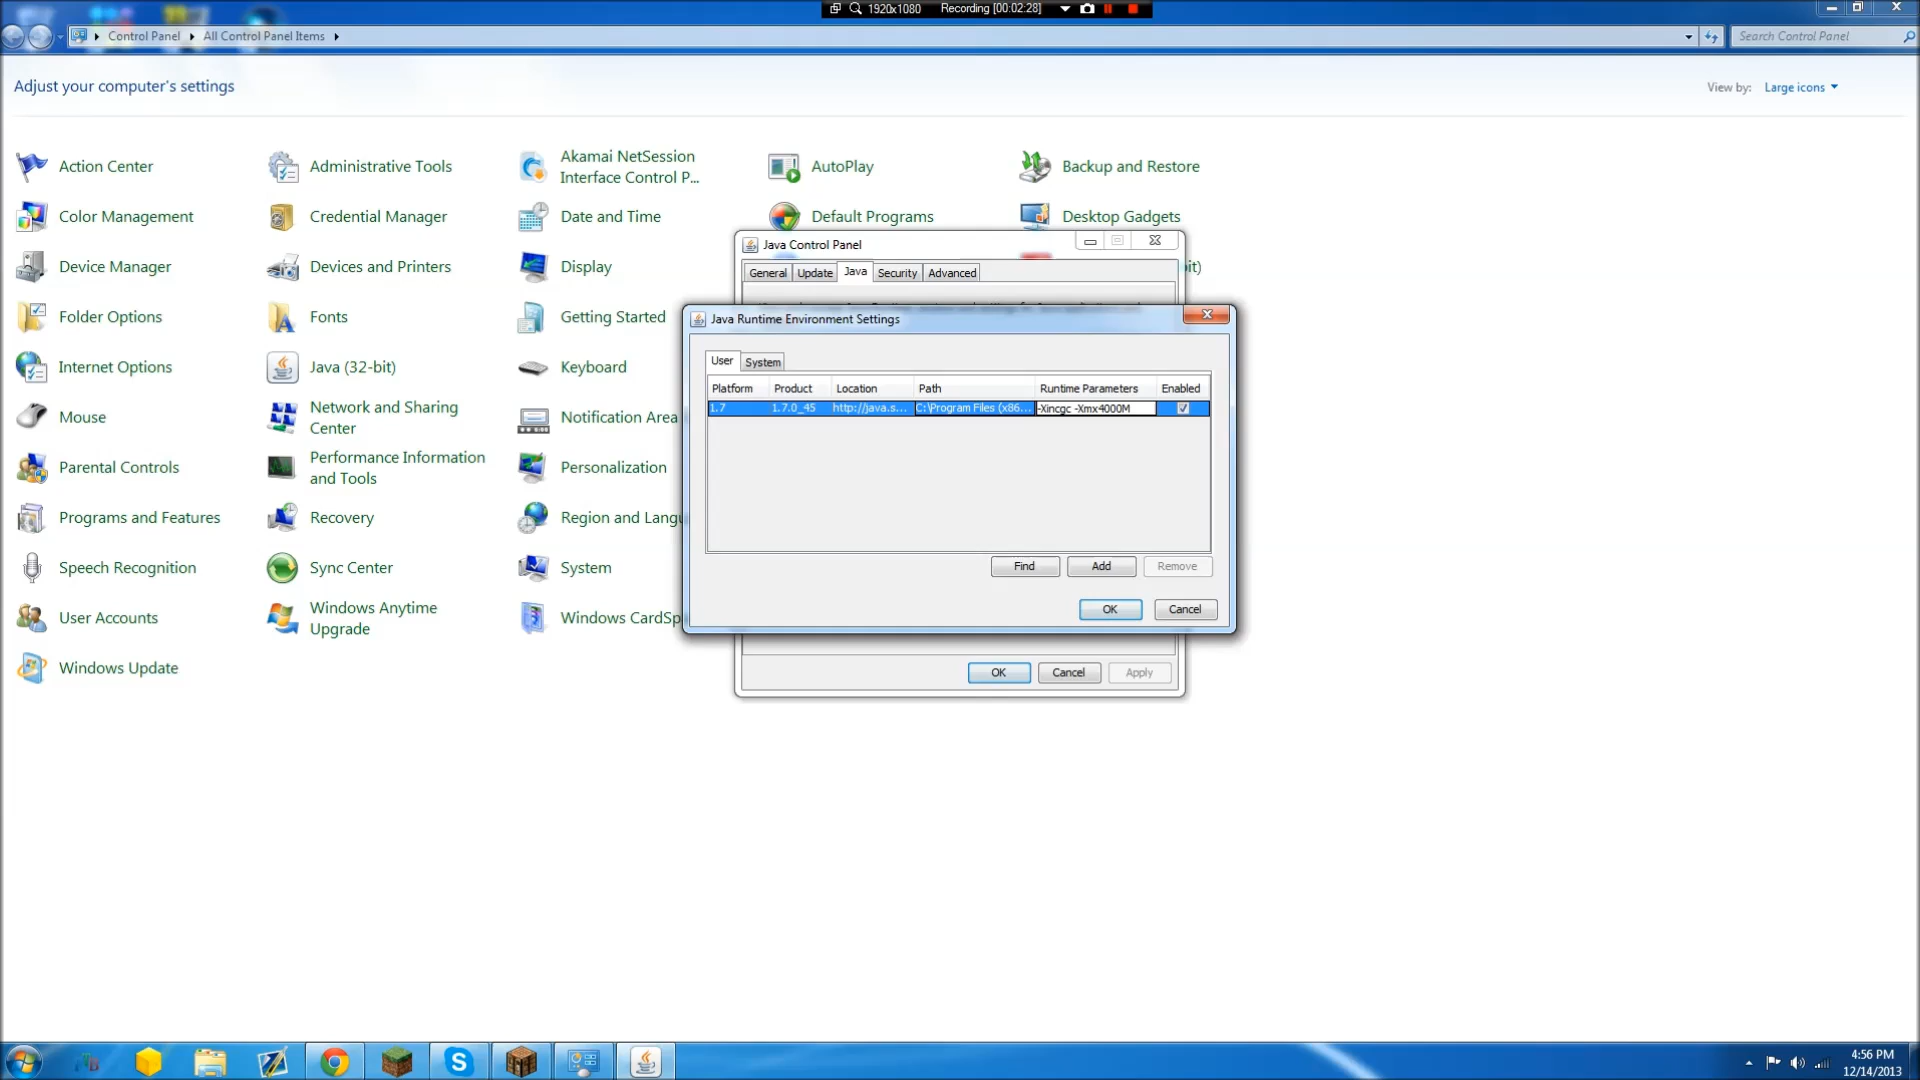 1920x1080 Recording [00:02:28]
Control Panel All Control Panel Items
Search Control Panel
Adjust your computer's settings
View by: Large icons
Action Center
Administrative Tools
Akamai NetSession
Interface Control P...
AutoPlay
Backup and Restore
Color Management
Credential Manager
Date and Time
Default Programs
Desktop Gadgets
Device Manager
Devices and Printers
Display
Folder Options
Fonts
Getting Started
Internet Options
Java (32-bit)
Keyboard
Mouse
Network and Sharing
Center
Notification Area
Parental Controls
Performance Information
and Tools
Personalization
Programs and Features
Recovery
Region and Langu
Speech Recognition
Sync Center
System
User Accounts
Windows Anytime
Upgrade
Windows CardSp
Windows Update
Java Control Panel
General Update Java Security Advanced
Java Runtime Environment Settings
User System
Platform Product Location Path Runtime Parameters Enabled
1.7 1.7.0_45 http://java.s... C:\Program Files (x86... -Xincgc -Xmx4000M
Find Add Remove
OK Cancel
OK Cancel Apply
4:56 PM
12/14/2013